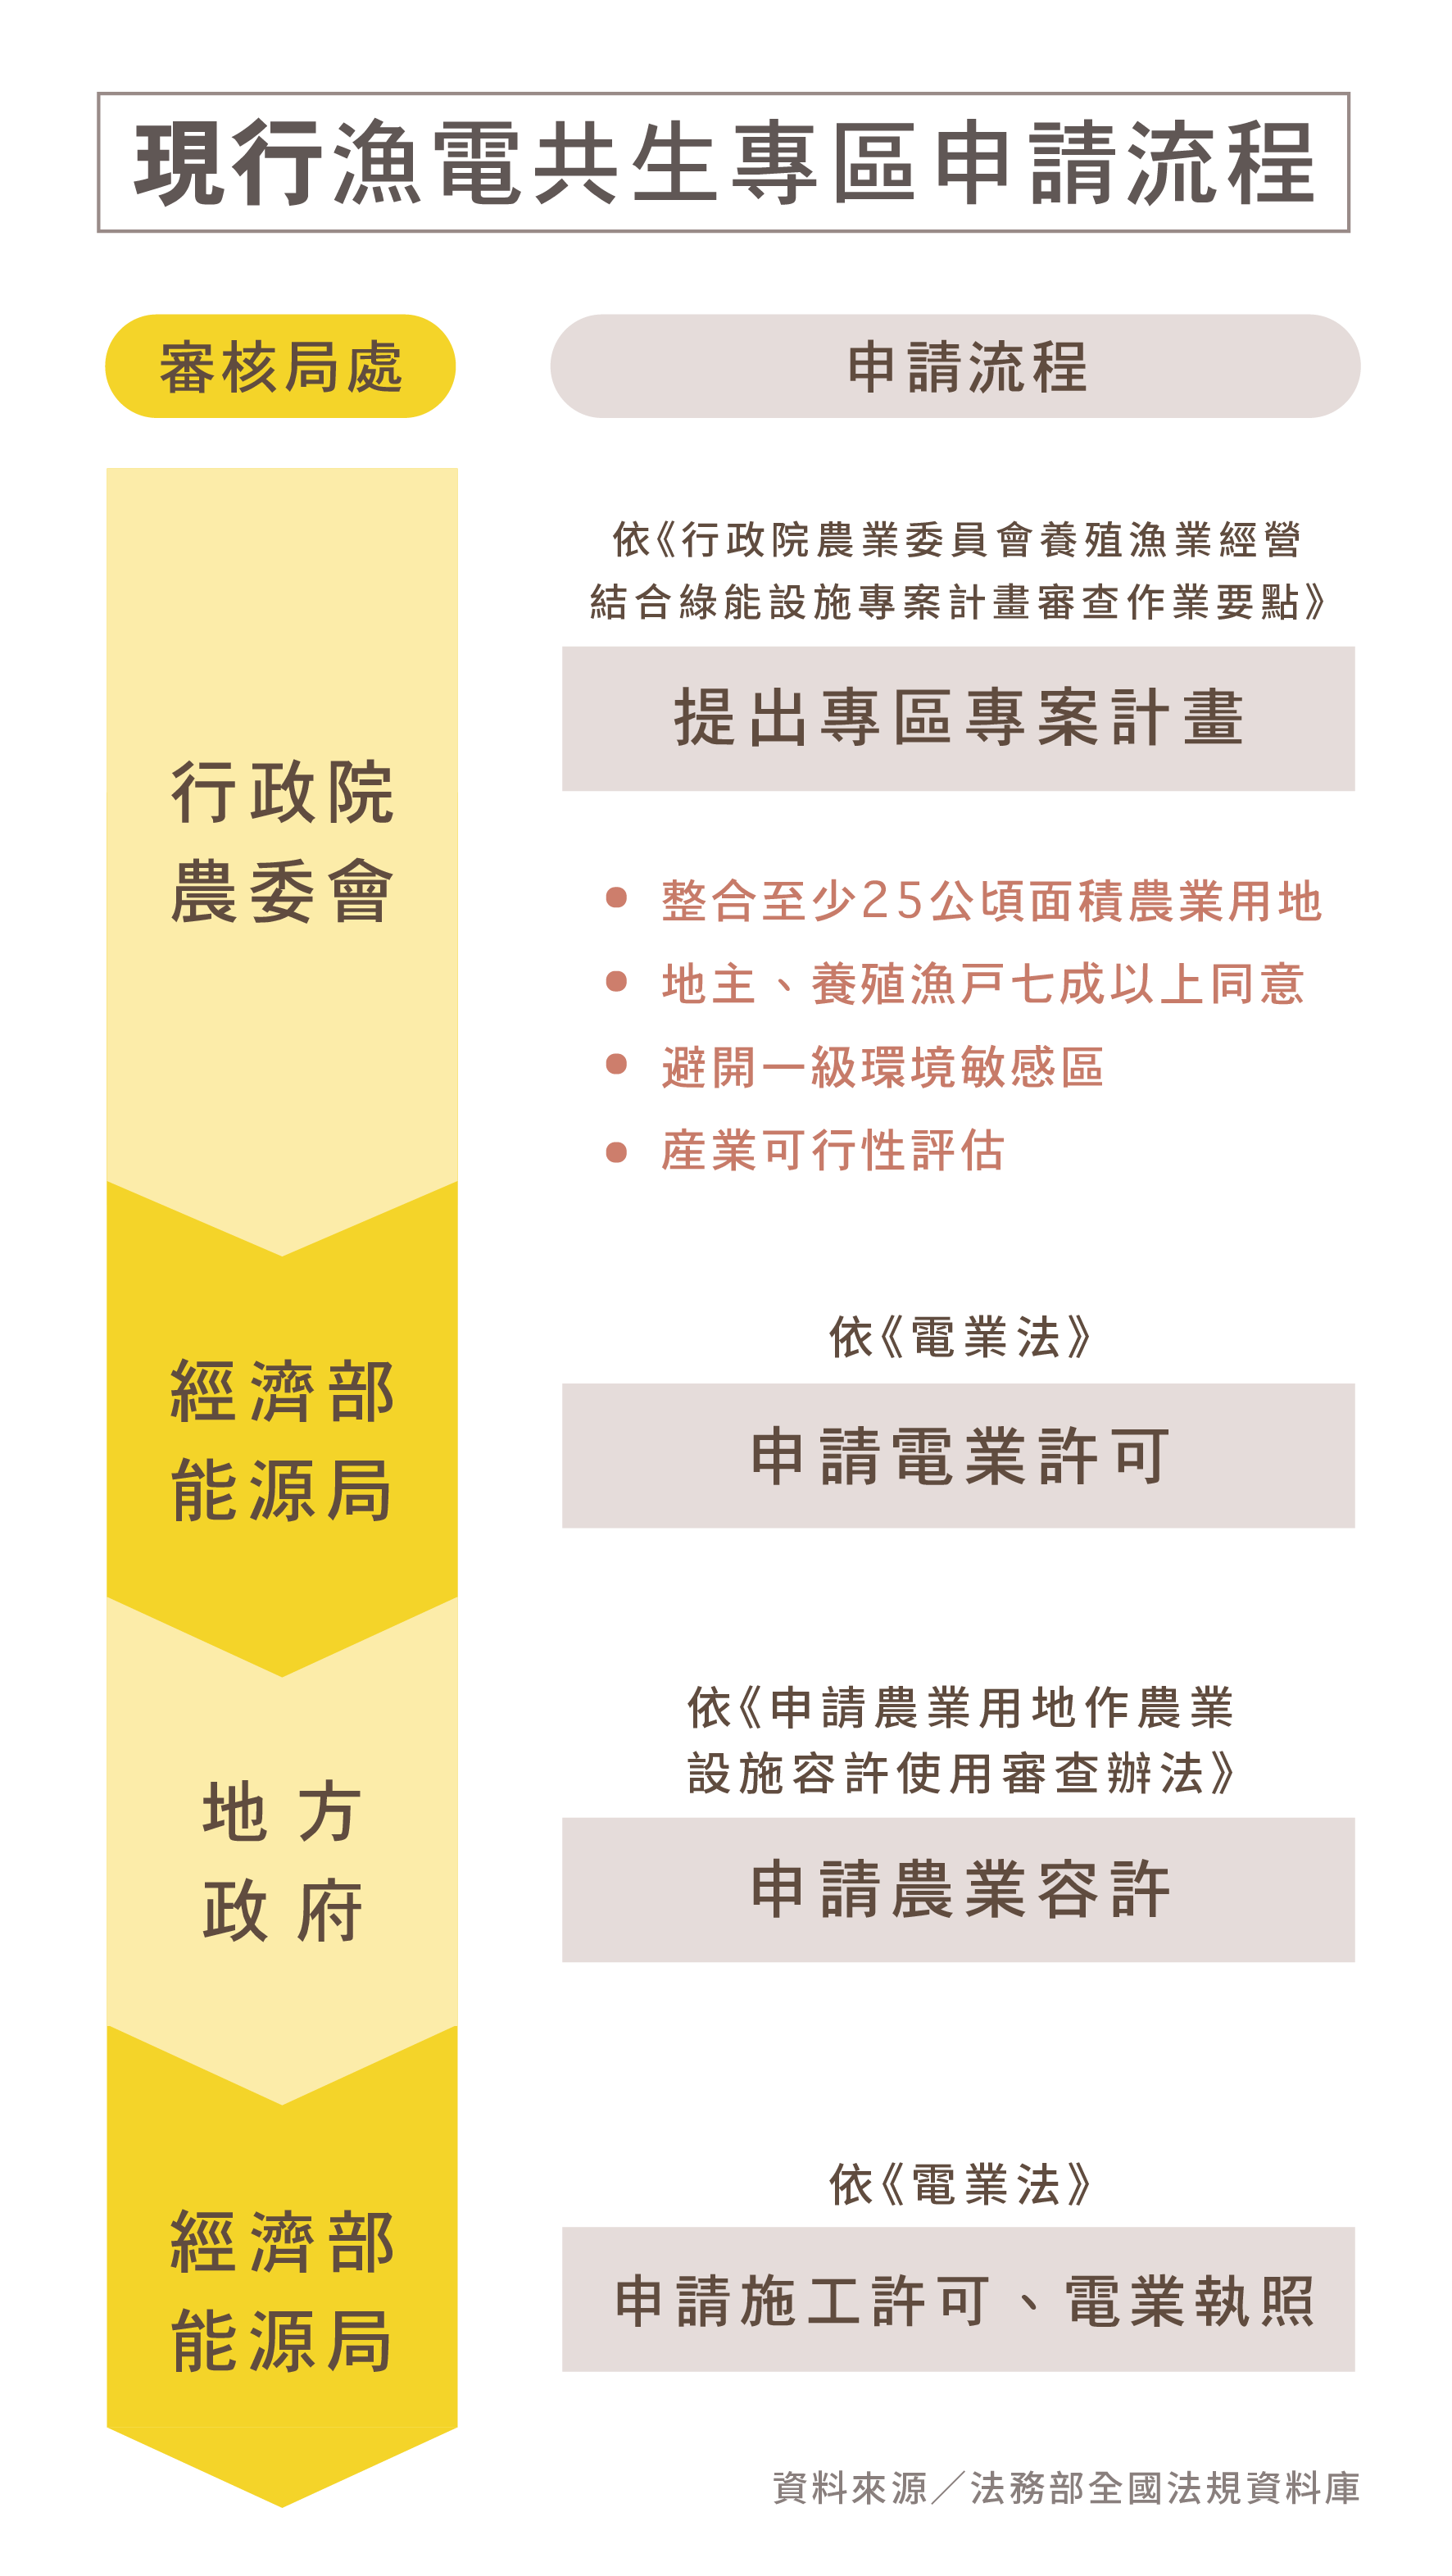 現行漁電共生專區申請流程
審核局處
申請流程
行政院
農委會
依《行政院農業委員會養殖漁業經營
結合綠能設施專案計畫審查作業要點》
提出專區專案計畫
• 整合至少25公頃面積農業用地
• 地主、養殖漁戶七成以上同意
• 避開一級環境敏感區
• 產業可行性評估
經濟部
能源局
依《電業法》
申請電業許可
地方
政府
依《申請農業用地作農業
設施容許使用審查辦法》
申請農業容許
經濟部
能源局
依《電業法》
申請施工許可、電業執照
資料來源／法務部全國法規資料庫